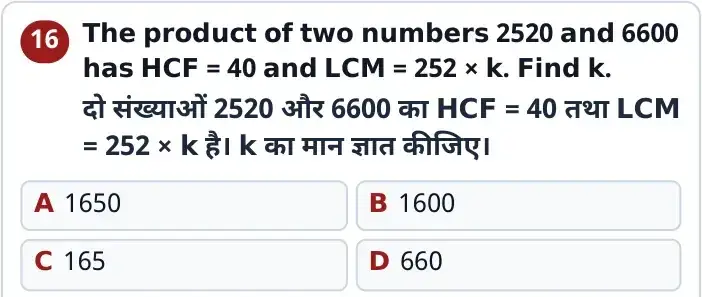 16 The product of two numbers 2520 and 6600
has HCF = 40 and LCM = 252 × k. Find k.
दो संख्याओं 2520 और 6600 का HCF = 40 तथा LCM
= 252 × k है। k का मान ज्ञात कीजिए।
A 1650
B 1600
C 165
D 660